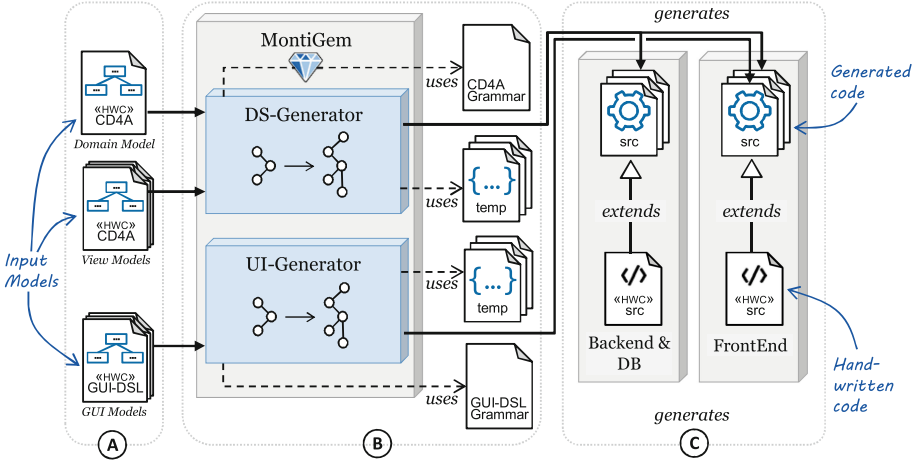 «HWC»
CD4A
Domain Model
«HWC»
CD4A
View Models
Input
Models
«HWC»
GUI-DSL
GUI Models
A
MontiGem
DS-Generator
UI-Generator
uses
CD4A
Grammar
uses
{...}
temp
{...}
uses
temp
uses
GUI-DSL
Grammar
B
generates
src
src
Generated
code
extends
extends
</>
«HWC»
src
</>
«HWC»
src
Backend &
DB
FrontEnd
Hand-
written
code
generates
C